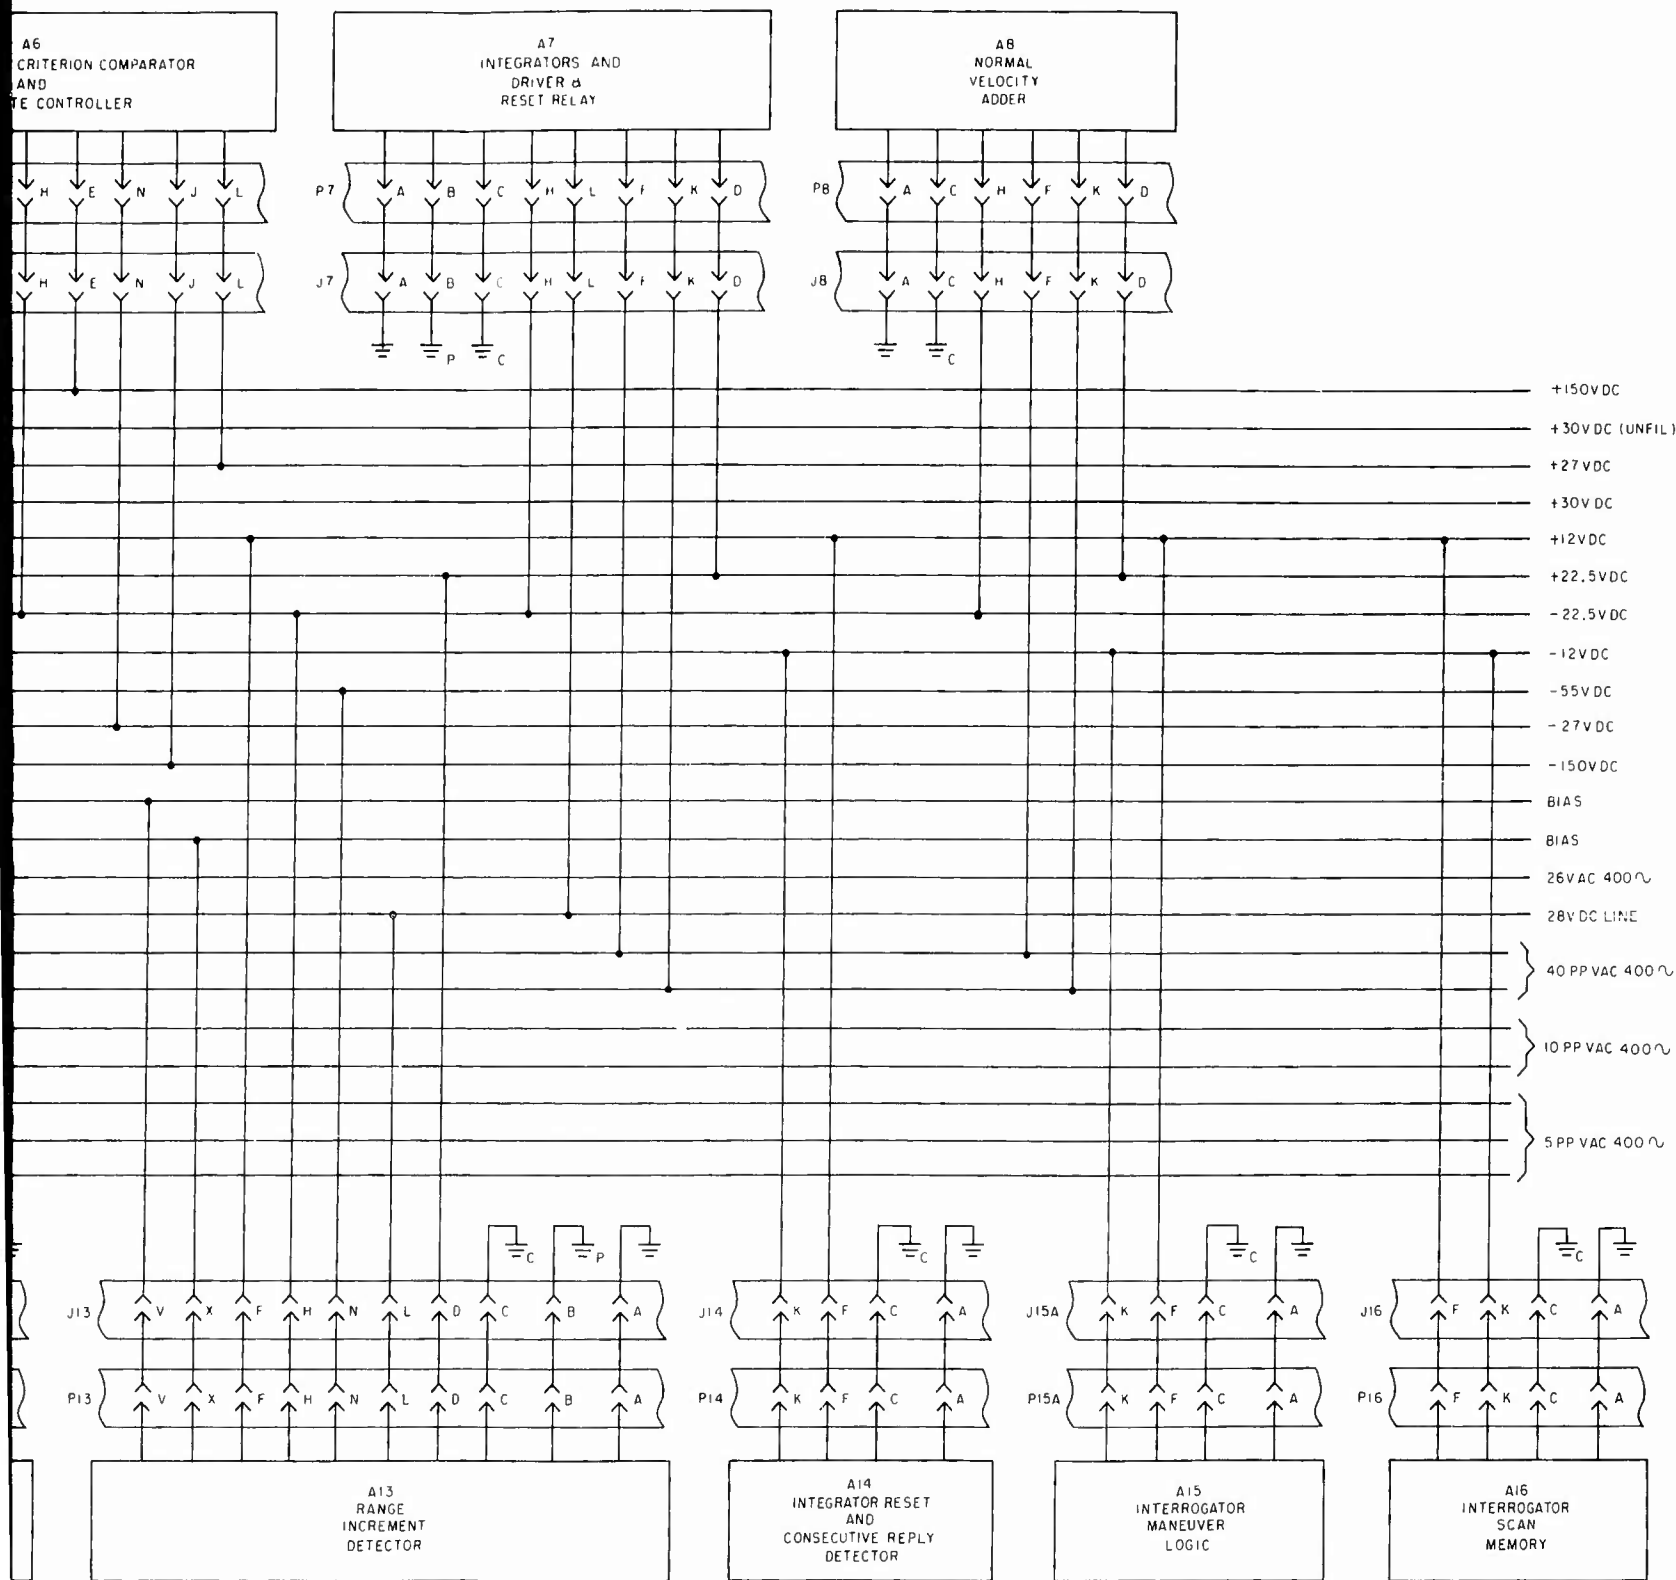 A6
CRITERION COMPARATOR
AND
TE CONTROLLER
A7
INTEGRATORS AND
DRIVER &
RESET RELAY
A8
NORMAL
VELOCITY
ADDER
H E N J L
P7 A B C H L F K D
P8 A C H F K D
H E N J L
J7 A B C H L F K D
J8 A C H F K D
P C
C
+150VDC
+30VDC (UNFIL)
+27VDC
+30VDC
+12VDC
+22.5VDC
-22.5VDC
-12VDC
-55VDC
-27VDC
-150VDC
BIAS
BIAS
26VAC 400∿
28VDC LINE
40 PP VAC 400∿
10 PP VAC 400∿
5 PP VAC 400∿
C P
C
C
C
J13 V X F H N L D C B A
J14 K F C A
J15A K F C A
J16 F K C A
P13 V X F H N L D C B A
P14 K F C A
P15A K F C A
P16 F K C A
A13
RANGE
INCREMENT
DETECTOR
A14
INTEGRATOR RESET
AND
CONSECUTIVE REPLY
DETECTOR
A15
INTERROGATOR
MANEUVER
LOGIC
A16
INTERROGATOR
SCAN
MEMORY